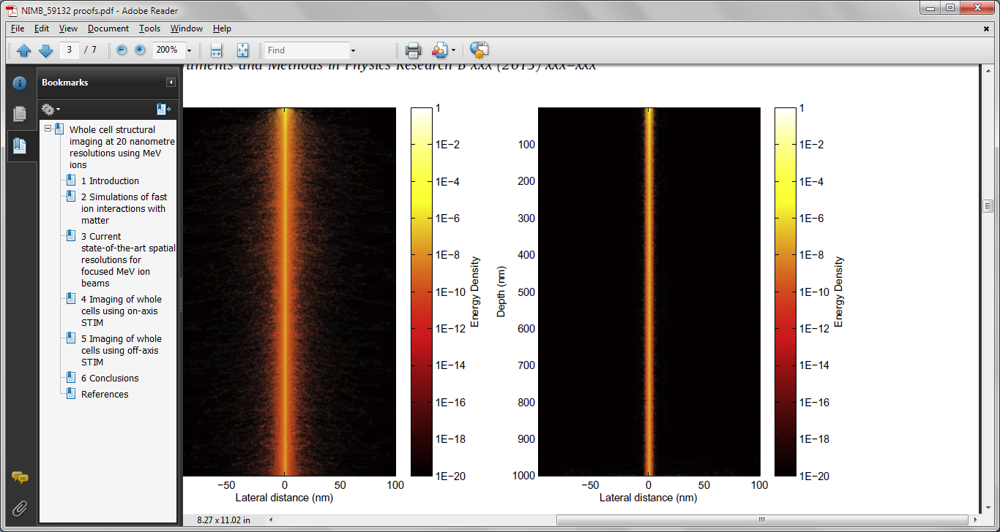 NIMB_59132 proofs.pdf - Adobe Reader
File Edit View Document Tools Window Help
3 / 7 200% Find
Bookmarks
Whole cell structural
imaging at 20 nanometre
resolutions using MeV
ions
1 Introduction
2 Simulations of fast
ion interactions with
matter
3 Current
state-of-the-art spatial
resolutions for
focused MeV ion
beams
4 Imaging of whole
cells using on-axis
STIM
5 Imaging of whole
cells using off-axis
STIM
6 Conclusions
References
uments and Methods in Physics Research B xxx (2013) xxx–xxx
1
1E−2
1E−4
1E−6
1E−8
1E−10
1E−12
1E−14
1E−16
1E−18
1E−20
Energy Density
−50 0 50 100
Lateral distance (nm)
Depth (nm)
100
200
300
400
500
600
700
800
900
1000
−50 0 50 100
Lateral distance (nm)
1
1E−2
1E−4
1E−6
1E−8
1E−10
1E−12
1E−14
1E−16
1E−18
1E−20
Energy Density
8.27 x 11.02 in